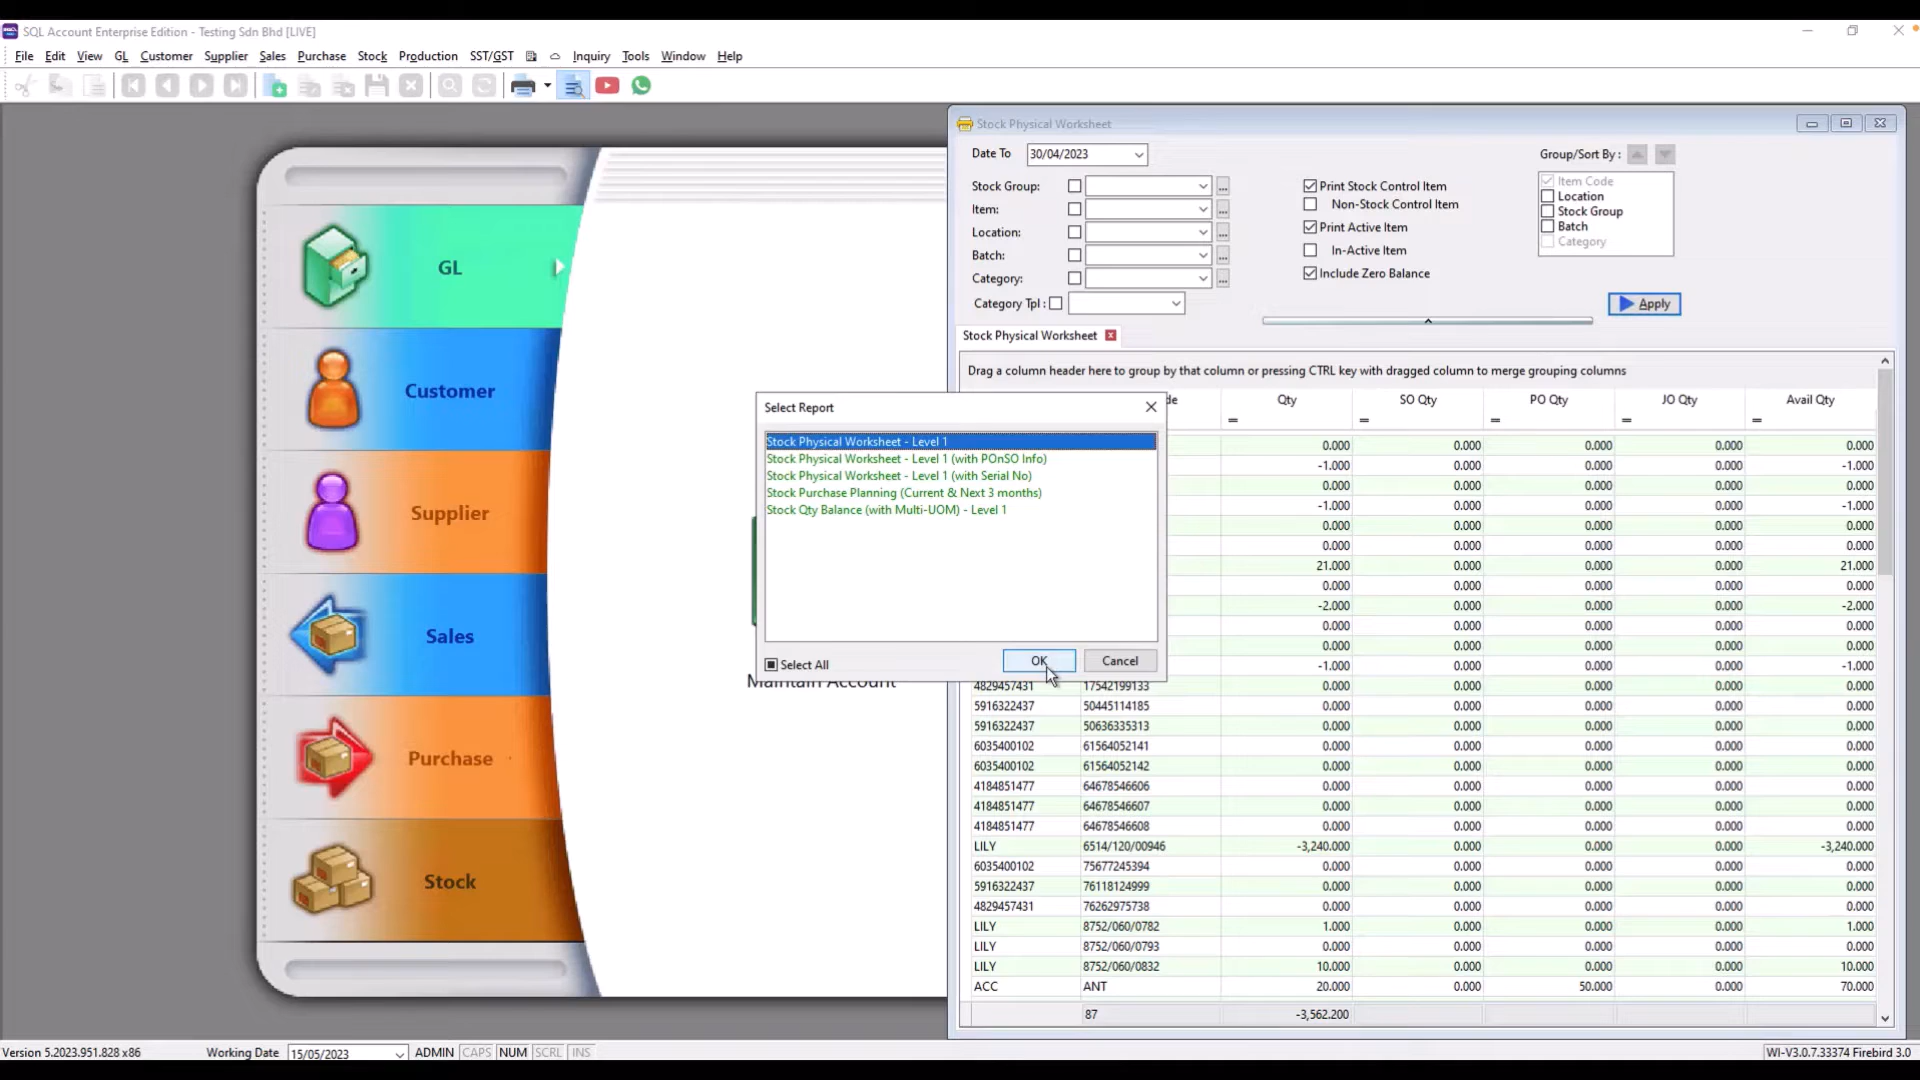 SQL Account Enterprise Edition - Testing Sdn Bhd [LIVE]
File Edit View GL Customer Supplier Sales Purchase Stock Production SST/GST Inquiry Tools Window Help
Stock Physical Worksheet
Date To 30/04/2023
Group/Sort By :
Stock Group:
Item:
Location:
Batch:
Category:
Category Tpl :
Print Stock Control Item
Non-Stock Control Item
Print Active Item
In-Active Item
Include Zero Balance
Item Code
Location
Stock Group
Batch
Category
Apply
Stock Physical Worksheet
Drag a column header here to group by that column or pressing CTRL key with dragged column to merge grouping columns
de Qty SO Qty PO Qty JO Qty Avail Qty
= = = = =
0.000 0.000 0.000 0.000 0.000
-1.000 0.000 0.000 0.000 -1.000
0.000 0.000 0.000 0.000 0.000
-1.000 0.000 0.000 0.000 -1.000
0.000 0.000 0.000 0.000 0.000
0.000 0.000 0.000 0.000 0.000
21.000 0.000 0.000 0.000 21.000
0.000 0.000 0.000 0.000 0.000
-2.000 0.000 0.000 0.000 -2.000
0.000 0.000 0.000 0.000 0.000
0.000 0.000 0.000 0.000 0.000
-1.000 0.000 0.000 0.000 -1.000
4829457431 17542199133 0.000 0.000 0.000 0.000 0.000
5916322437 50445114185 0.000 0.000 0.000 0.000 0.000
5916322437 50636335313 0.000 0.000 0.000 0.000 0.000
6035400102 61564052141 0.000 0.000 0.000 0.000 0.000
6035400102 61564052142 0.000 0.000 0.000 0.000 0.000
4184851477 64678546606 0.000 0.000 0.000 0.000 0.000
4184851477 64678546607 0.000 0.000 0.000 0.000 0.000
4184851477 64678546608 0.000 0.000 0.000 0.000 0.000
LILY 6514/120/00946 -3,240.000 0.000 0.000 0.000 -3,240.000
6035400102 75677245394 0.000 0.000 0.000 0.000 0.000
5916322437 76118124999 0.000 0.000 0.000 0.000 0.000
4829457431 76262975738 0.000 0.000 0.000 0.000 0.000
LILY 8752/060/0782 1.000 0.000 0.000 0.000 1.000
LILY 8752/060/0793 0.000 0.000 0.000 0.000 0.000
LILY 8752/060/0832 10.000 0.000 0.000 0.000 10.000
ACC ANT 20.000 0.000 50.000 0.000 70.000
87 -3,562.200
Select Report
Stock Physical Worksheet - Level 1
Stock Physical Worksheet - Level 1 (with POnSO Info)
Stock Physical Worksheet - Level 1 (with Serial No)
Stock Purchase Planning (Current & Next 3 months)
Stock Qty Balance (with Multi-UOM) - Level 1
Select All
OK
Cancel
Maintain Account
GL
Customer
Supplier
Sales
Purchase
Stock
Version 5.2023.951.828 x86 Working Date 15/05/2023 ADMIN CAPS NUM SCRL INS WI-V3.0.7.33374 Firebird 3.0